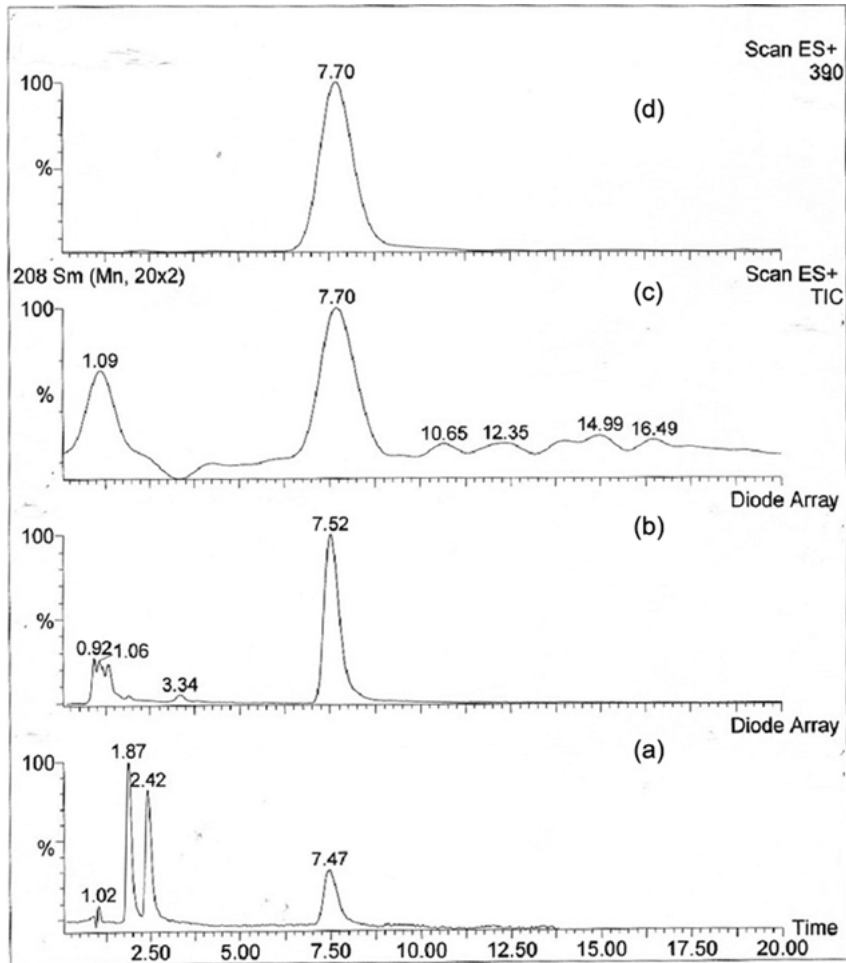 Scan ES+
390
7.70
100
(d)
%
208 Sm (Mn, 20x2)
Scan ES+
TIC
7.70
(c)
100
1.09
%
10.65 12.35 14.99 16.49
Diode Array
7.52
(b)
100
%
0.92 1.06
3.34
Diode Array
1.87
(a)
100
2.42
%
7.47
1.02
Time
2.50 5.00 7.50 10.00 12.50 15.00 17.50 20.00